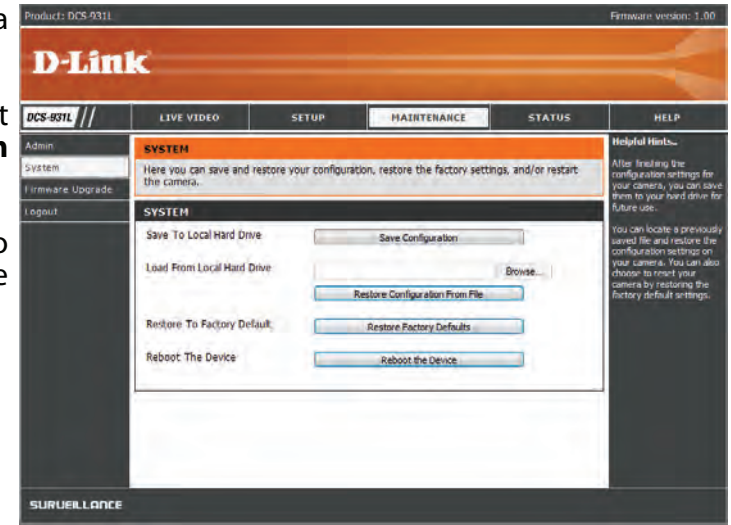 a
Product: DCS-931L
Firmware version: 1.00
D-Link
t
DCS-931L // LIVE VIDEO SETUP MAINTENANCE STATUS HELP
n
Admin
System
Firmware Upgrade
Logout
o
e
SYSTEM
Here you can save and restore your configuration, restore the factory settings, and/or restart
the camera.
SYSTEM
Save To Local Hard Drive Save Configuration
Load From Local Hard Drive Browse...
Restore Configuration From File
Restore To Factory Default Restore Factory Defaults
Reboot The Device Reboot the Device
Helpful Hints..
After finishing the
configuration settings for
your camera, you can save
them to your hard drive for
future use.
You can locate a previously
saved file and restore the
configuration settings on
your camera. You can also
choose to reset your
camera by restoring the
factory default settings.
SURVEILLANCE